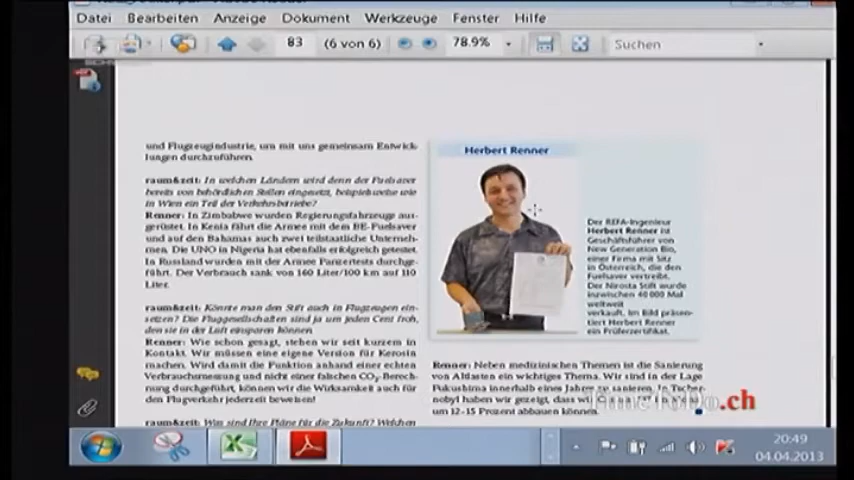 Datei Bearbeiten Anzeige Dokument Werkzeuge Fenster Hilfe
83 (6 von 6) 78.9% Suchen
und Flugzeugindustrie, um mit uns gemeinsam Entwick-
lungen durchzuführen.
raum&zeit: In welchen Ländern wird denn der Fuelsaver
bereits von behördlichen Stellen eingesetzt, beispielsweise wie
in Wien ein Teil der Verkehrsbetriebe?
Renner: In Zimbabwe wurden Regierungsfahrzeuge aus-
gerüstet. In Kenia fährt die Armee mit dem BE-Fuelsaver
und auf den Bahamas auch zwei teilstaatliche Unterneh-
men. Die UNO in Nigeria hat ebenfalls erfolgreich getestet.
In Russland wurden mit der Armee Panzertests durchge-
führt. Der Verbrauch sank von 160 Liter/100 km auf 110
Liter.
raum&zeit: Könnte man den Stift auch in Flugzeugen ein-
setzen? Die Fluggesellschaften sind ja um jeden Cent froh,
den sie in der Luft einsparen können.
Renner: Wie schon gesagt, stehen wir seit kurzem in
Kontakt. Wir müssen eine eigene Version für Kerosin
machen. Wird damit die Funktion anhand einer echten
Verbrauchsmessung und nicht einer falschen CO2-Berech-
nung durchgeführt, können wir die Wirksamkeit auch für
den Flugverkehr jederzeit beweisen!
raum&zeit: Was sind Ihre Pläne für die Zukunft? Welchen
Herbert Renner
Der REFA-Ingenieur
Herbert Renner ist
Geschäftsführer von
New Generation Bio,
einer Firma mit Sitz
in Österreich, die den
Fuelsaver vertreibt.
Der Nirosta Stift wurde
inzwischen 40 000 Mal
weltweit
verkauft. Im Bild präsen-
tiert Herbert Renner
ein Prüferzertifikat.
Renner: Neben medizinischen Themen ist die Sanierung
von Altlasten ein wichtiges Thema. Wir sind in der Lage
Fukushima innerhalb eines Jahres zu sanieren. In Tscher-
nobyl haben wir gezeigt, dass wir
um 12-15 Prozent abbauen können.
.ch
20:49
04.04.2013